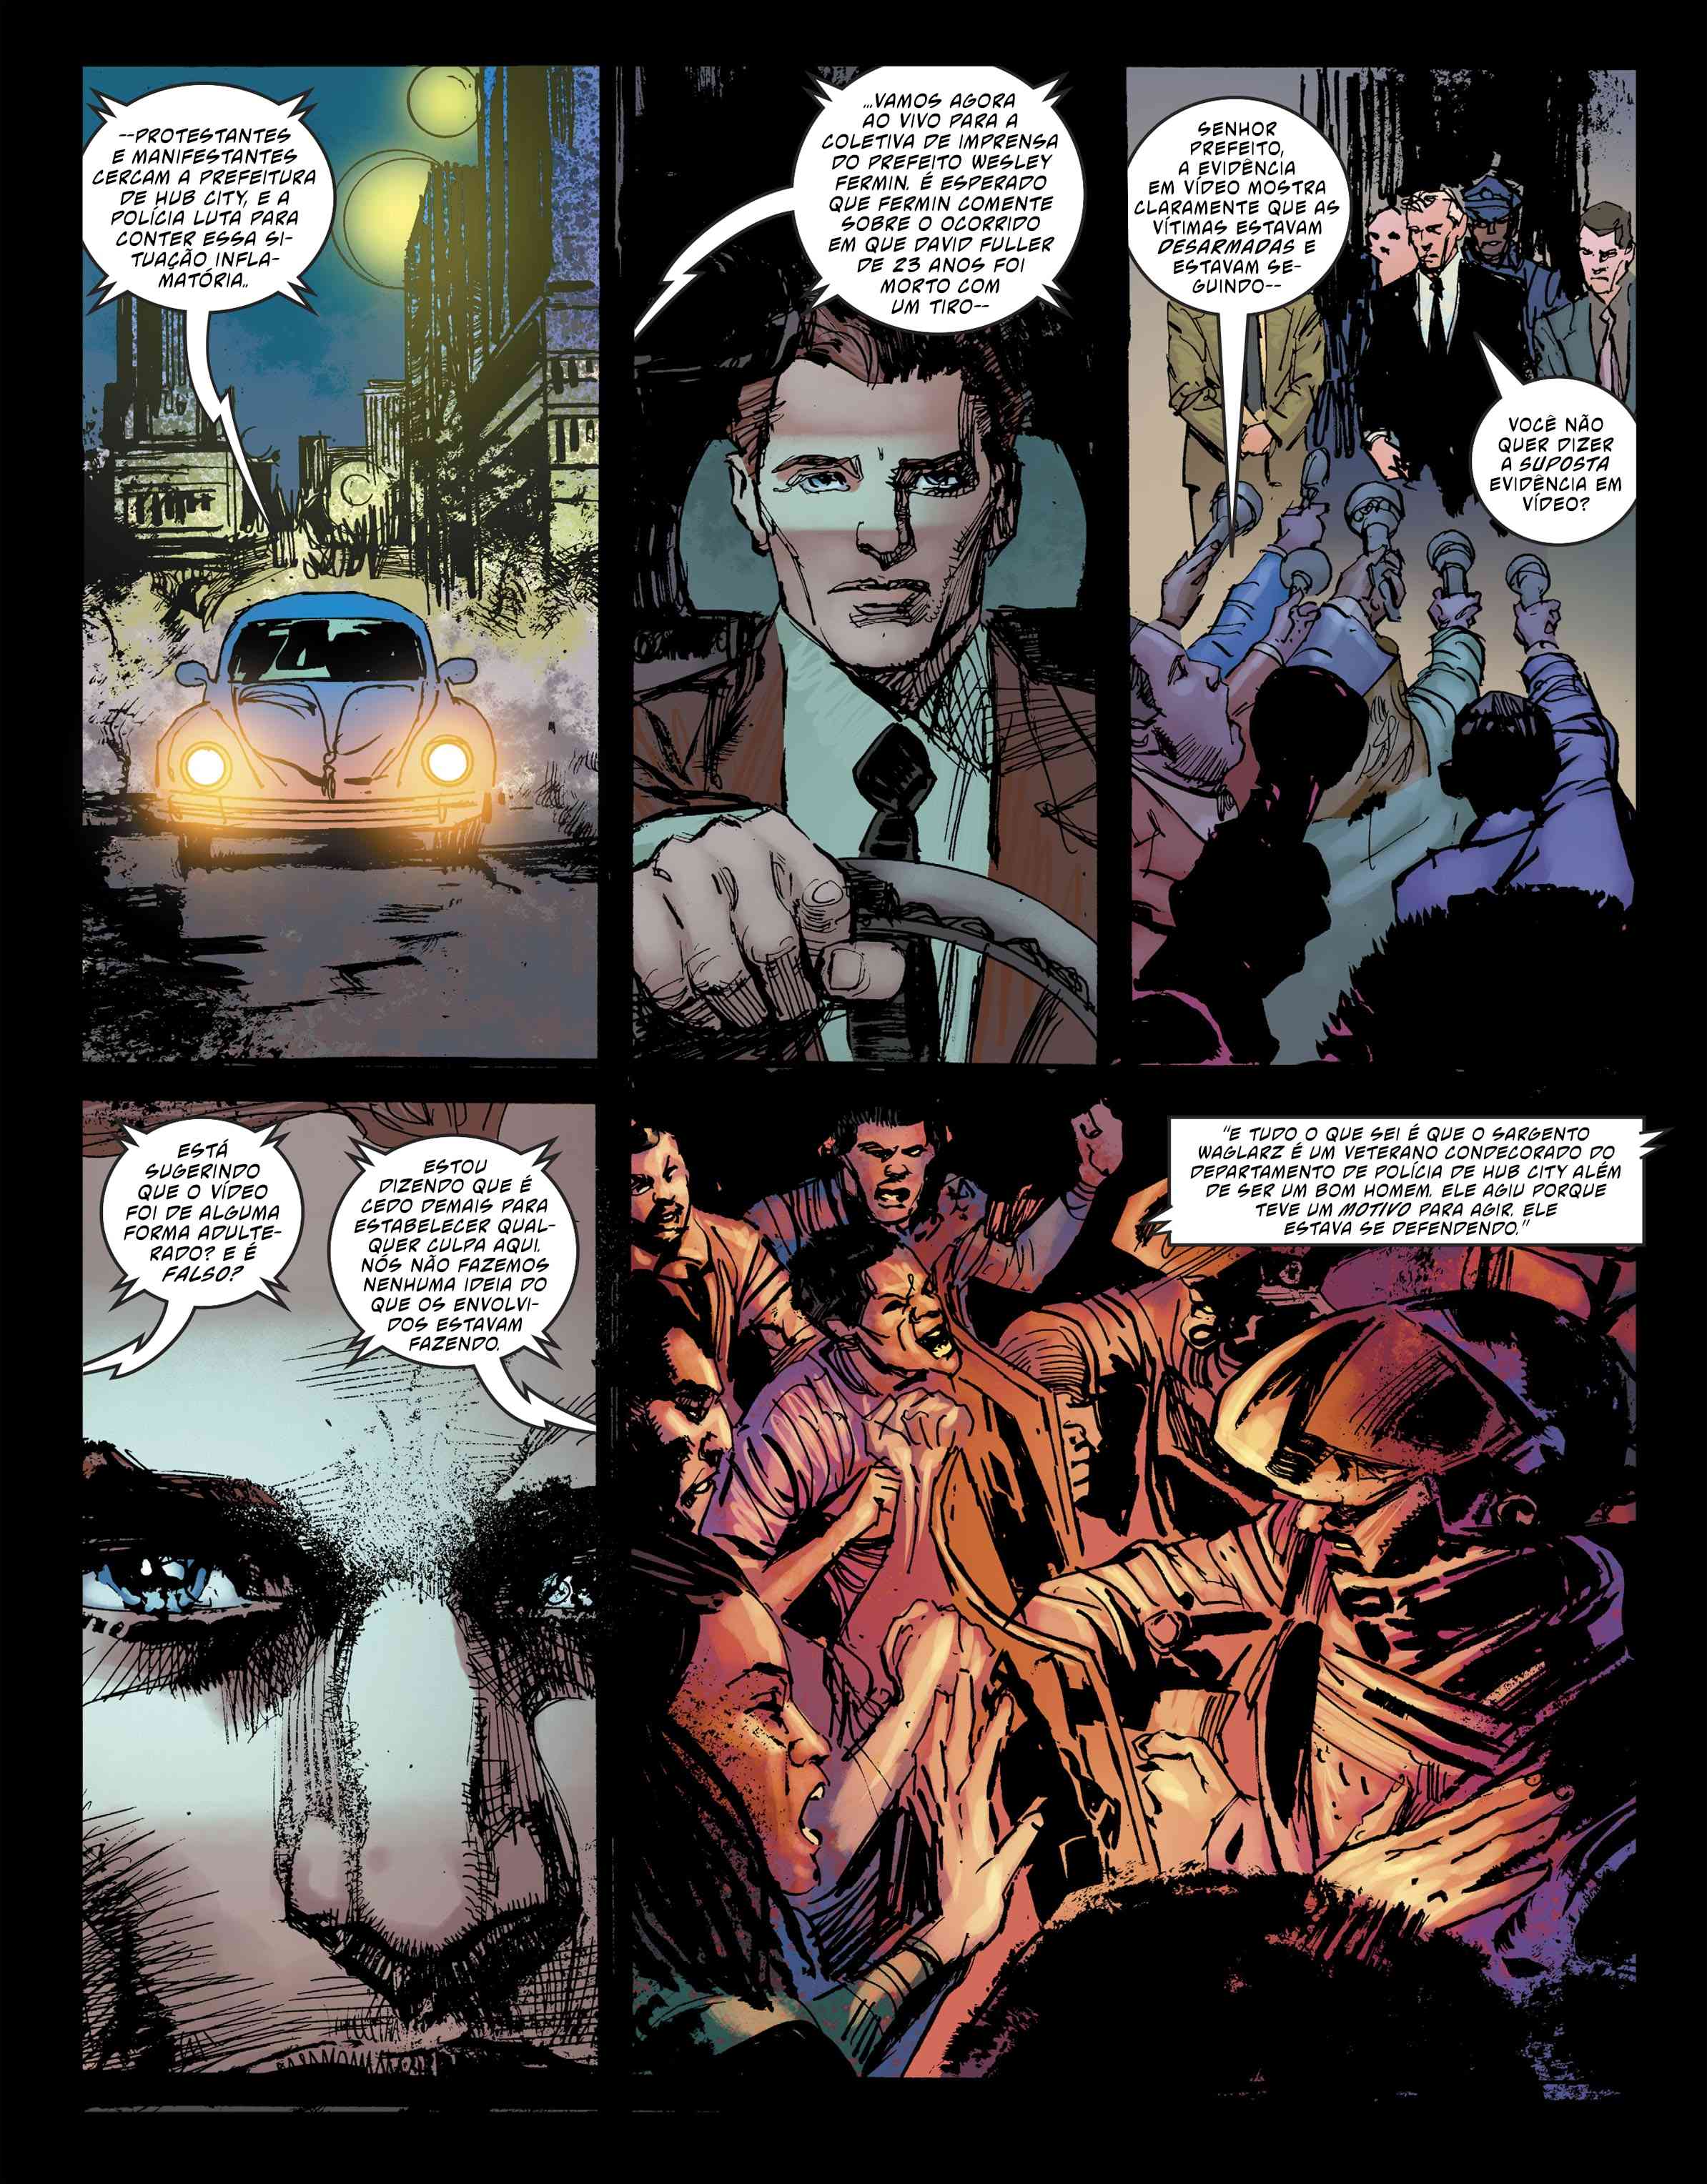 --PROTESTANTES
E MANIFESTANTES
CERCAM A PREFEITURA
DE HUB CITY, E A
POLÍCIA LUTA PARA
CONTER ESSA SI-
TUAÇÃO INFLA-
MATÓRIA..
...VAMOS AGORA
AO VIVO PARA A
COLETIVA DE IMPRENSA
DO PREFEITO WESLEY
FERMIN. É ESPERADO
QUE FERMIN COMENTE
SOBRE O OCORRIDO
EM QUE DAVID FULLER
DE 23 ANOS FOI
MORTO COM
UM TIRO--
SENHOR
PREFEITO,
A EVIDÊNCIA
EM VÍDEO MOSTRA
CLARAMENTE QUE AS
VÍTIMAS ESTAVAM
DESARMADAS E
ESTAVAM SE-
GUINDO--
VOCÊ NÃO
QUER DIZER
A SUPOSTA
EVIDÊNCIA EM
VÍDEO?
ESTÁ
SUGERINDO
QUE O VÍDEO
FOI DE ALGUMA
FORMA ADULTE-
RADO? E É
FALSO?
ESTOU
DIZENDO QUE É
CEDO DEMAIS PARA
ESTABELECER QUAL-
QUER CULPA AQUI.
NÓS NÃO FAZEMOS
NENHUMA IDEIA DO
QUE OS ENVOLVI-
DOS ESTAVAM
FAZENDO.
"E TUDO O QUE SEI É QUE O SARGENTO
WAGLARZ É UM VETERANO CONDECORADO DO
DEPARTAMENTO DE POLÍCIA DE HUB CITY ALÉM
DE SER UM BOM HOMEM. ELE AGIU PORQUE
TEVE UM MOTIVO PARA AGIR. ELE
ESTAVA SE DEFENDENDO."